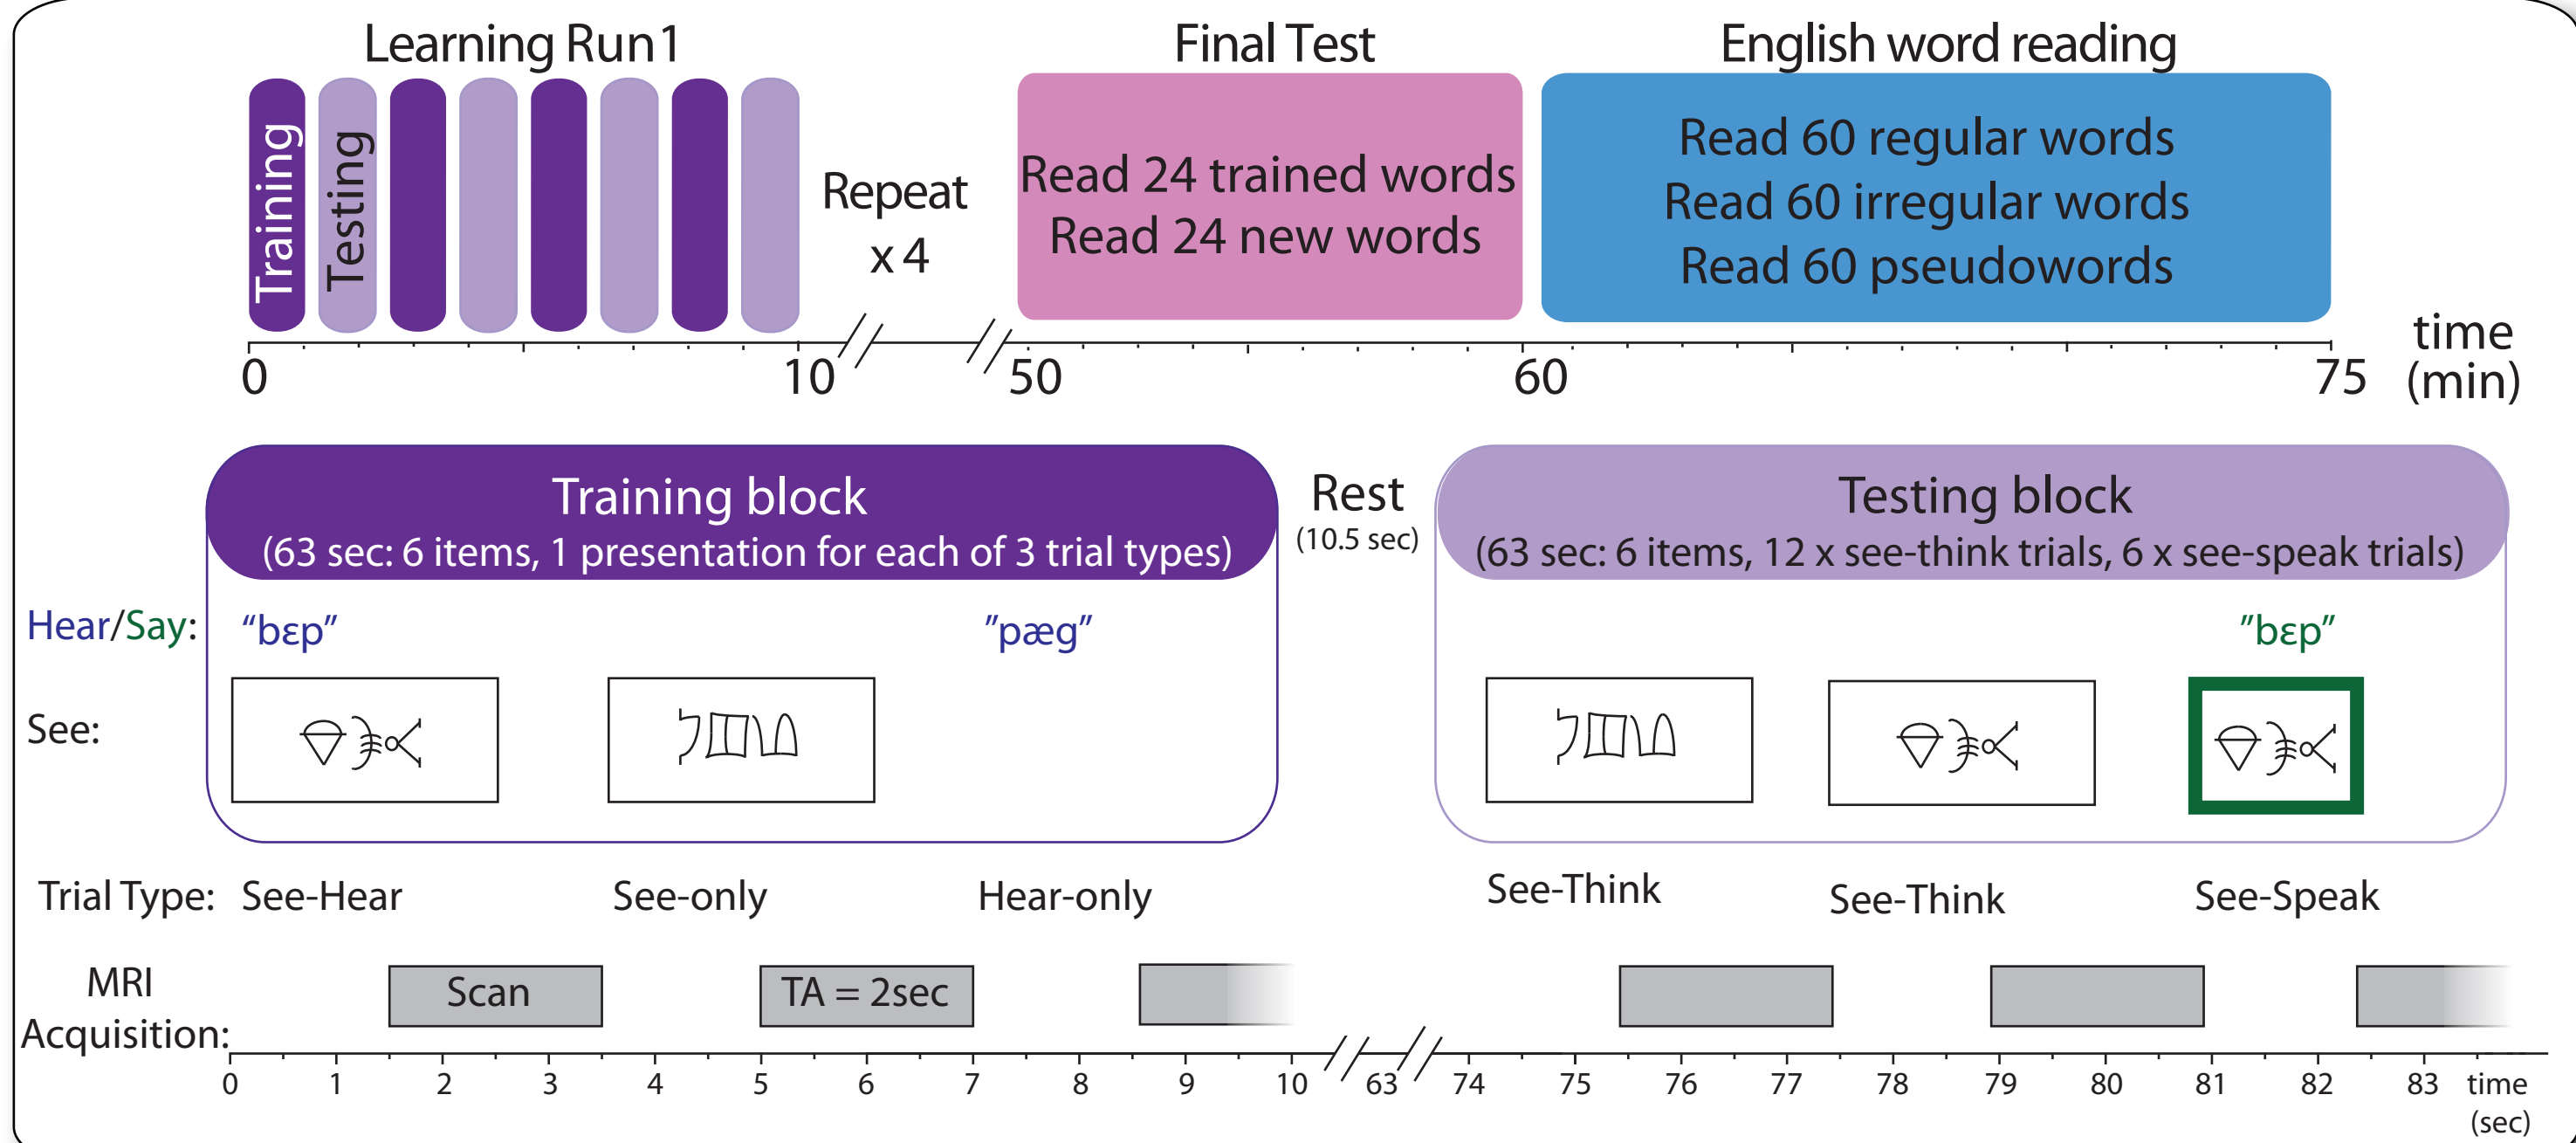 Learning Run1
Final Test
English word reading
Training
Testing
Repeat
x 4
Read 24 trained words
Read 24 new words
Read 60 regular words
Read 60 irregular words
Read 60 pseudowords
0 10 50 60 75
time
(min)
Training block
(63 sec: 6 items, 1 presentation for each of 3 trial types)
Rest
(10.5 sec)
Testing block
(63 sec: 6 items, 12 x see-think trials, 6 x see-speak trials)
Hear/Say: “bɛp” ”pæg” ”bɛp”
See:
Trial Type: See-Hear See-only Hear-only See-Think See-Think See-Speak
MRI
Acquisition:
Scan TA = 2sec
0 1 2 3 4 5 6 7 8 9 10 63 74 75 76 77 78 79 80 81 82 83 time
(sec)